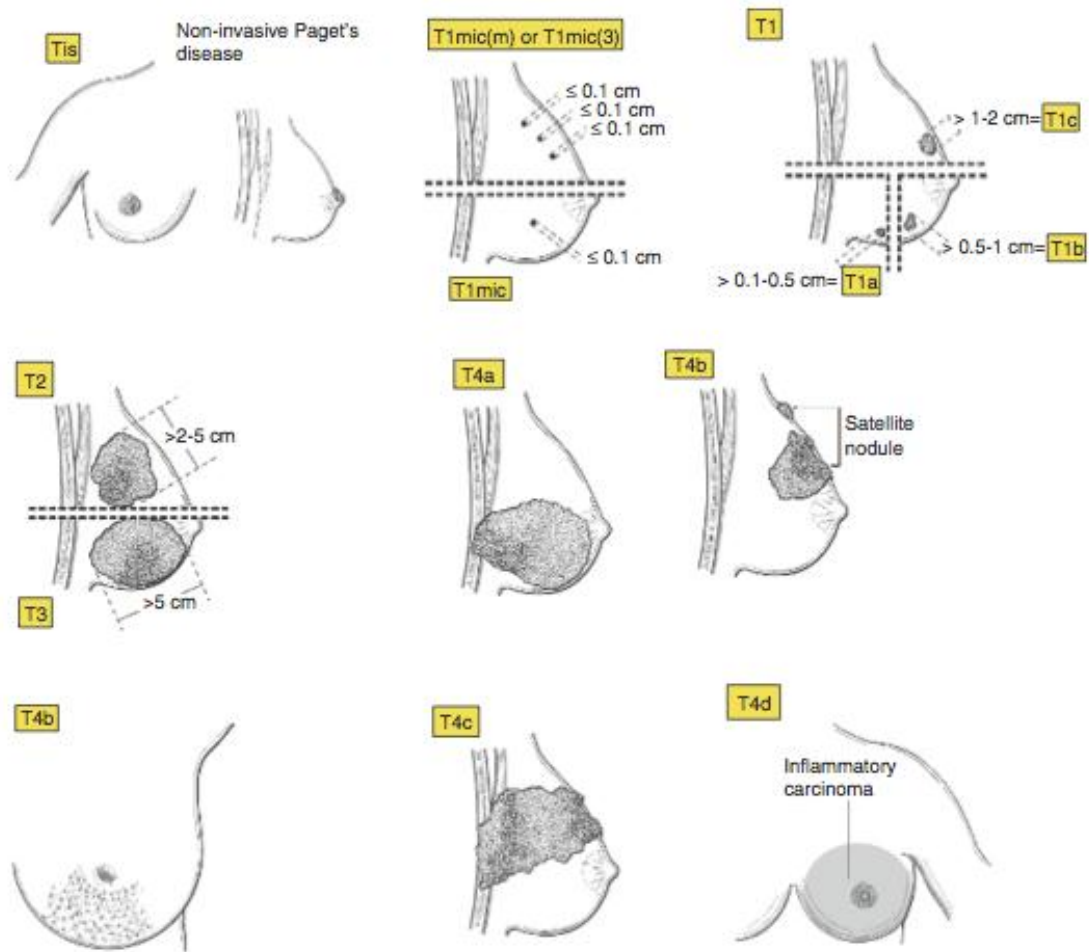 Tis
Non-invasive Paget's
disease
T1mic(m) or T1mic(3)
≤ 0.1 cm
≤ 0.1 cm
≤ 0.1 cm
≤ 0.1 cm
T1mic
T1
> 1-2 cm= T1c
> 0.5-1 cm= T1b
> 0.1-0.5 cm= T1a
T2
>2-5 cm
>5 cm
T3
T4a
T4b
Satellite
nodule
T4b
T4c
T4d
Inflammatory
carcinoma